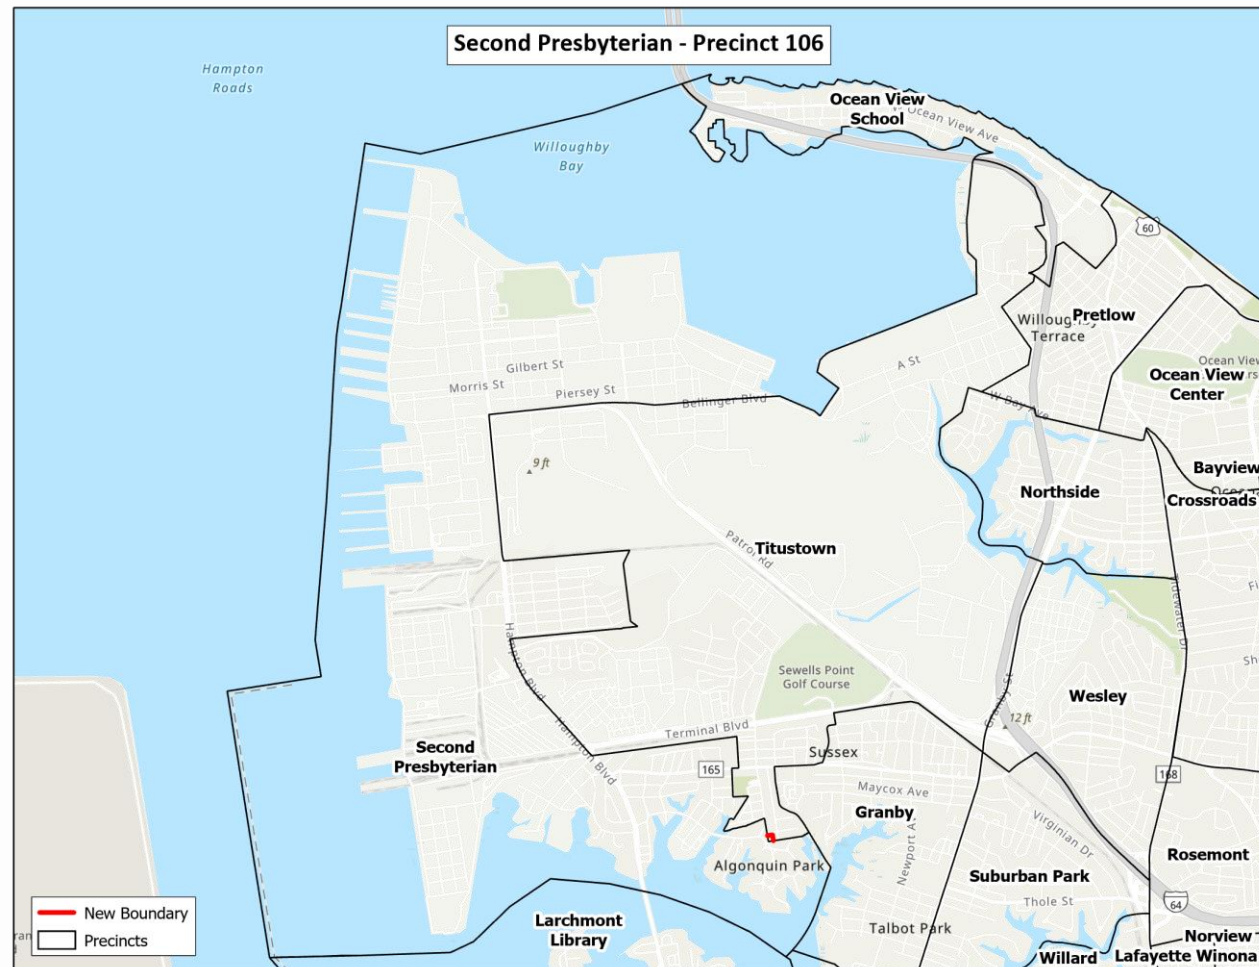 Second Presbyterian - Precinct 106
Hampton
Roads
Willoughby
Bay
Ocean View
School
W Ocean View Ave
60
Willoughby
Terrace
Pretlow
Ocean View
Ocean View
Center
A St
Gilbert St
Morris St
Piersey St
Bellinger Blvd
W Bay Ave
9 ft
Northside
Bayview
Crossroads
Patrol Rd
Titustown
Tidewater Dr
Hampton Blvd
Sewells Point
Golf Course
Granby St
12 ft
Wesley
Hampton Blvd
Terminal Blvd
Second
Presbyterian
165
Sussex
168
Maycox Ave
Granby
Virginian Dr
Newport A
Algonquin Park
Rosemont
Suburban Park
Thole St
64
Talbot Park
Larchmont
Library
Norview
Willard
Lafayette Winona
New Boundary
Precincts